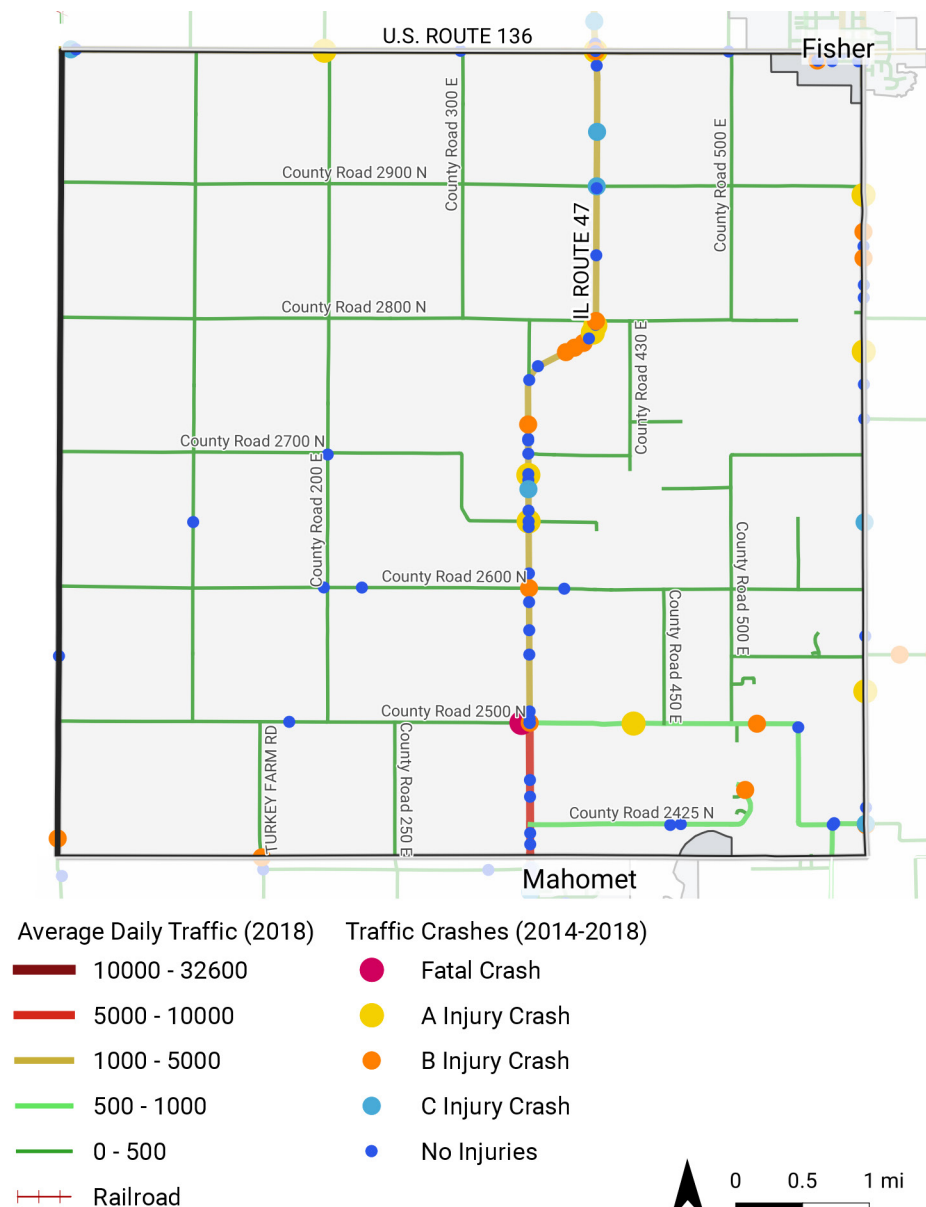 U.S. ROUTE 136
Fisher
County Road 300 E
County Road 500 E
County Road 2900 N
IL ROUTE 47
County Road 2800 N
County Road 430 E
County Road 2700 N
County Road 200 E
County Road 500 E
County Road 2600 N
County Road 450 E
County Road 2500 N
TURKEY FARM RD
County Road 250 E
County Road 2425 N
Mahomet
Average Daily Traffic (2018)
10000 - 32600
5000 - 10000
1000 - 5000
500 - 1000
0 - 500
Railroad
Traffic Crashes (2014-2018)
Fatal Crash
A Injury Crash
B Injury Crash
C Injury Crash
No Injuries
0 0.5 1 mi